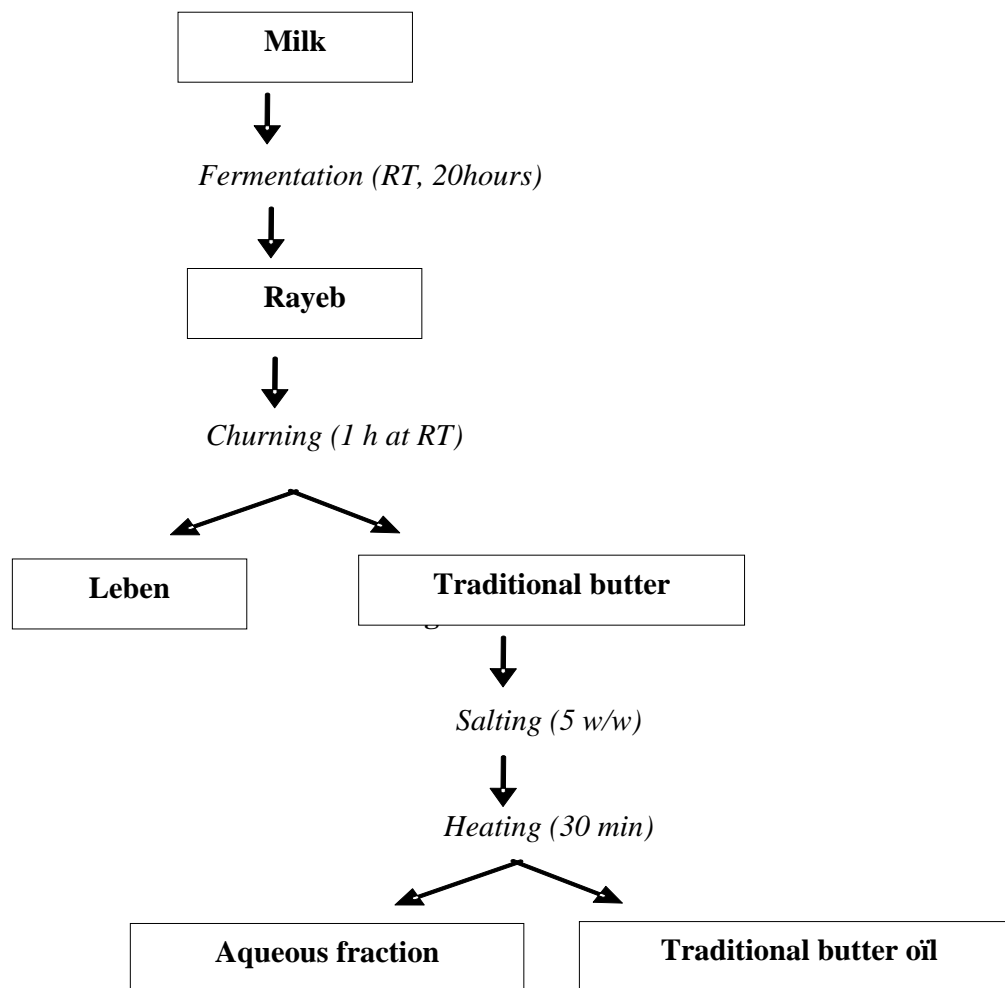 Milk
Fermentation (RT, 20hours)
Rayeb
Churning (1 h at RT)
Leben
Traditional butter
Salting (5 w/w)
Heating (30 min)
Aqueous fraction
Traditional butter oïl